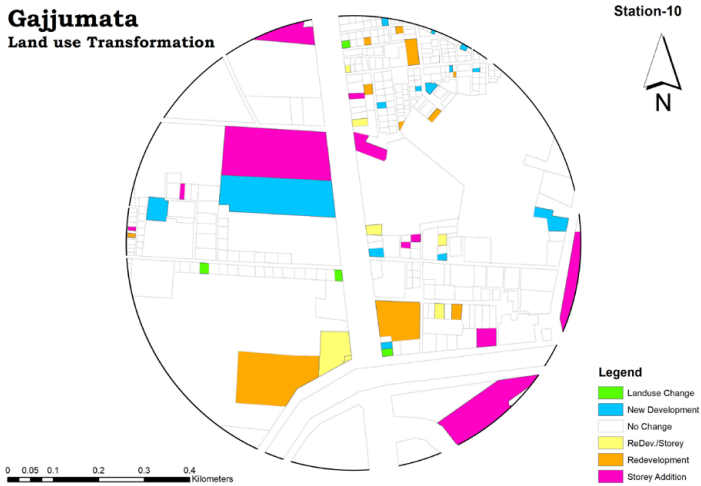 Gajjumata
Land use Transformation
Station-10
N
Legend
Landuse Change
New Development
No Change
ReDev./Storey
Redevelopment
Storey Addition
0 0.05 0.1 0.2 0.3 0.4
Kilometers